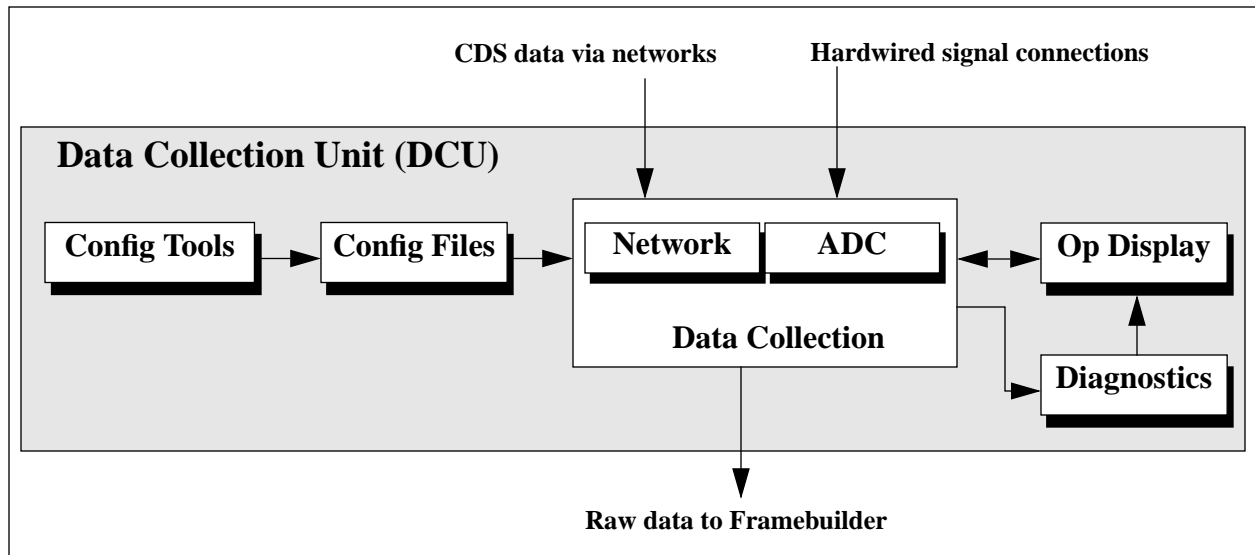 CDS data via networks
Hardwired signal connections
Data Collection Unit (DCU)
Config Tools
Config Files
Network
ADC
Op Display
Data Collection
Diagnostics
Raw data to Framebuilder